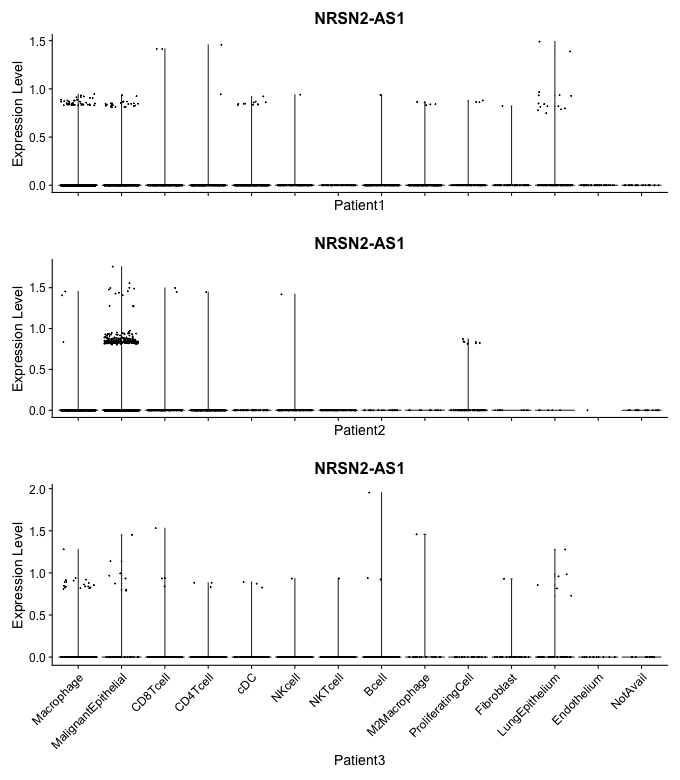 NRSN2-AS1
Expression Level
1.5
1.0
0.5
0.0
Patient1
NRSN2-AS1
Expression Level
1.5
1.0
0.5
0.0
Patient2
NRSN2-AS1
Expression Level
2.0
1.5
1.0
0.5
0.0
Macrophage
MalignantEpithelial
CD8Tcell
CD4Tcell
cDC
NKcell
NKTcell
Bcell
M2Macrophage
ProliferatingCell
Fibroblast
LungEpithelium
Endothelium
NotAvail
Patient3